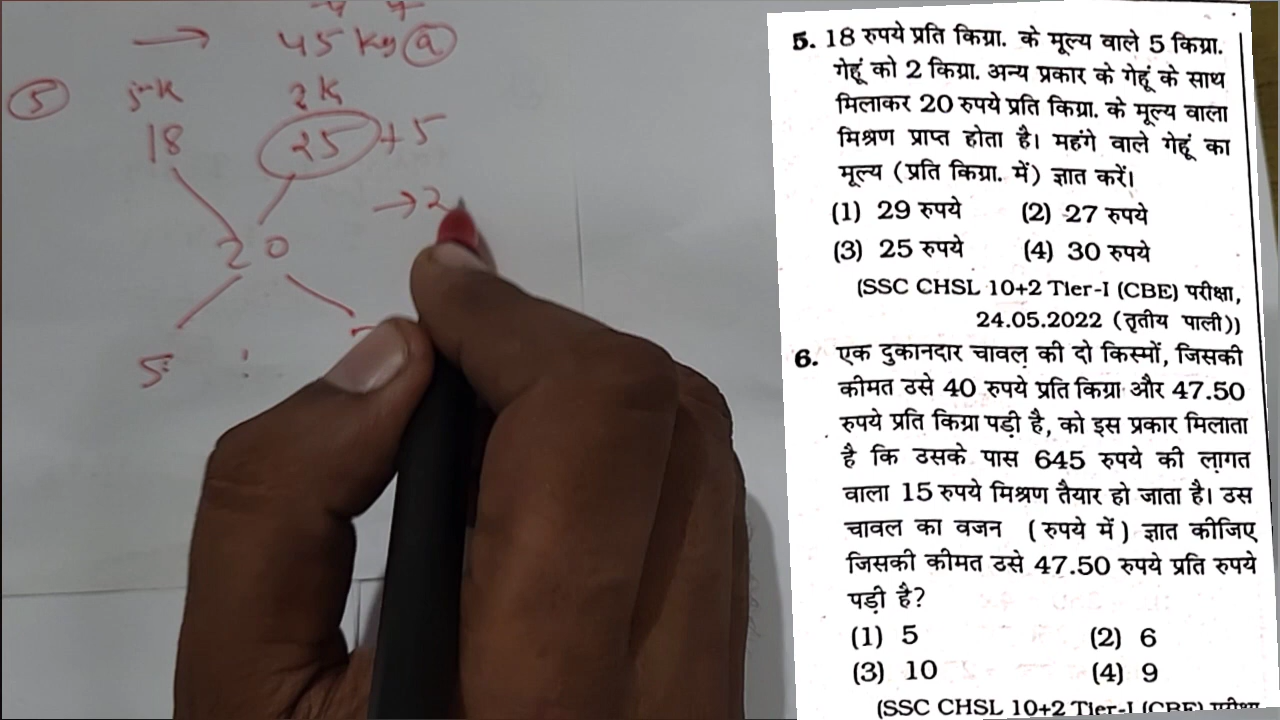 → 45 kg (a)
(5) 5K 2K
18 25 + 5
→ 2
20
5 :
5. 18 रुपये प्रति किग्रा. के मूल्य वाले 5 किग्रा.
गेहूं को 2 किग्रा. अन्य प्रकार के गेहूं के साथ
मिलाकर 20 रुपये प्रति किग्रा. के मूल्य वाला
मिश्रण प्राप्त होता है। महंगे वाले गेहूं का
मूल्य (प्रति किग्रा. में) ज्ञात करें।
(1) 29 रुपये (2) 27 रुपये
(3) 25 रुपये (4) 30 रुपये
(SSC CHSL 10+2 Tier-I (CBE) परीक्षा,
24.05.2022 (तृतीय पाली))
6. एक दुकानदार चावल की दो किस्मों, जिसकी
कीमत उसे 40 रुपये प्रति किग्रा और 47.50
रुपये प्रति किग्रा पड़ी है, को इस प्रकार मिलाता
है कि उसके पास 645 रुपये की लागत
वाला 15 रुपये मिश्रण तैयार हो जाता है। उस
चावल का वजन (रुपये में) ज्ञात कीजिए
जिसकी कीमत उसे 47.50 रुपये प्रति रुपये
पड़ी है?
(1) 5 (2) 6
(3) 10 (4) 9
(SSC CHSL 10+2 Tier-I (CBE) परीक्षा